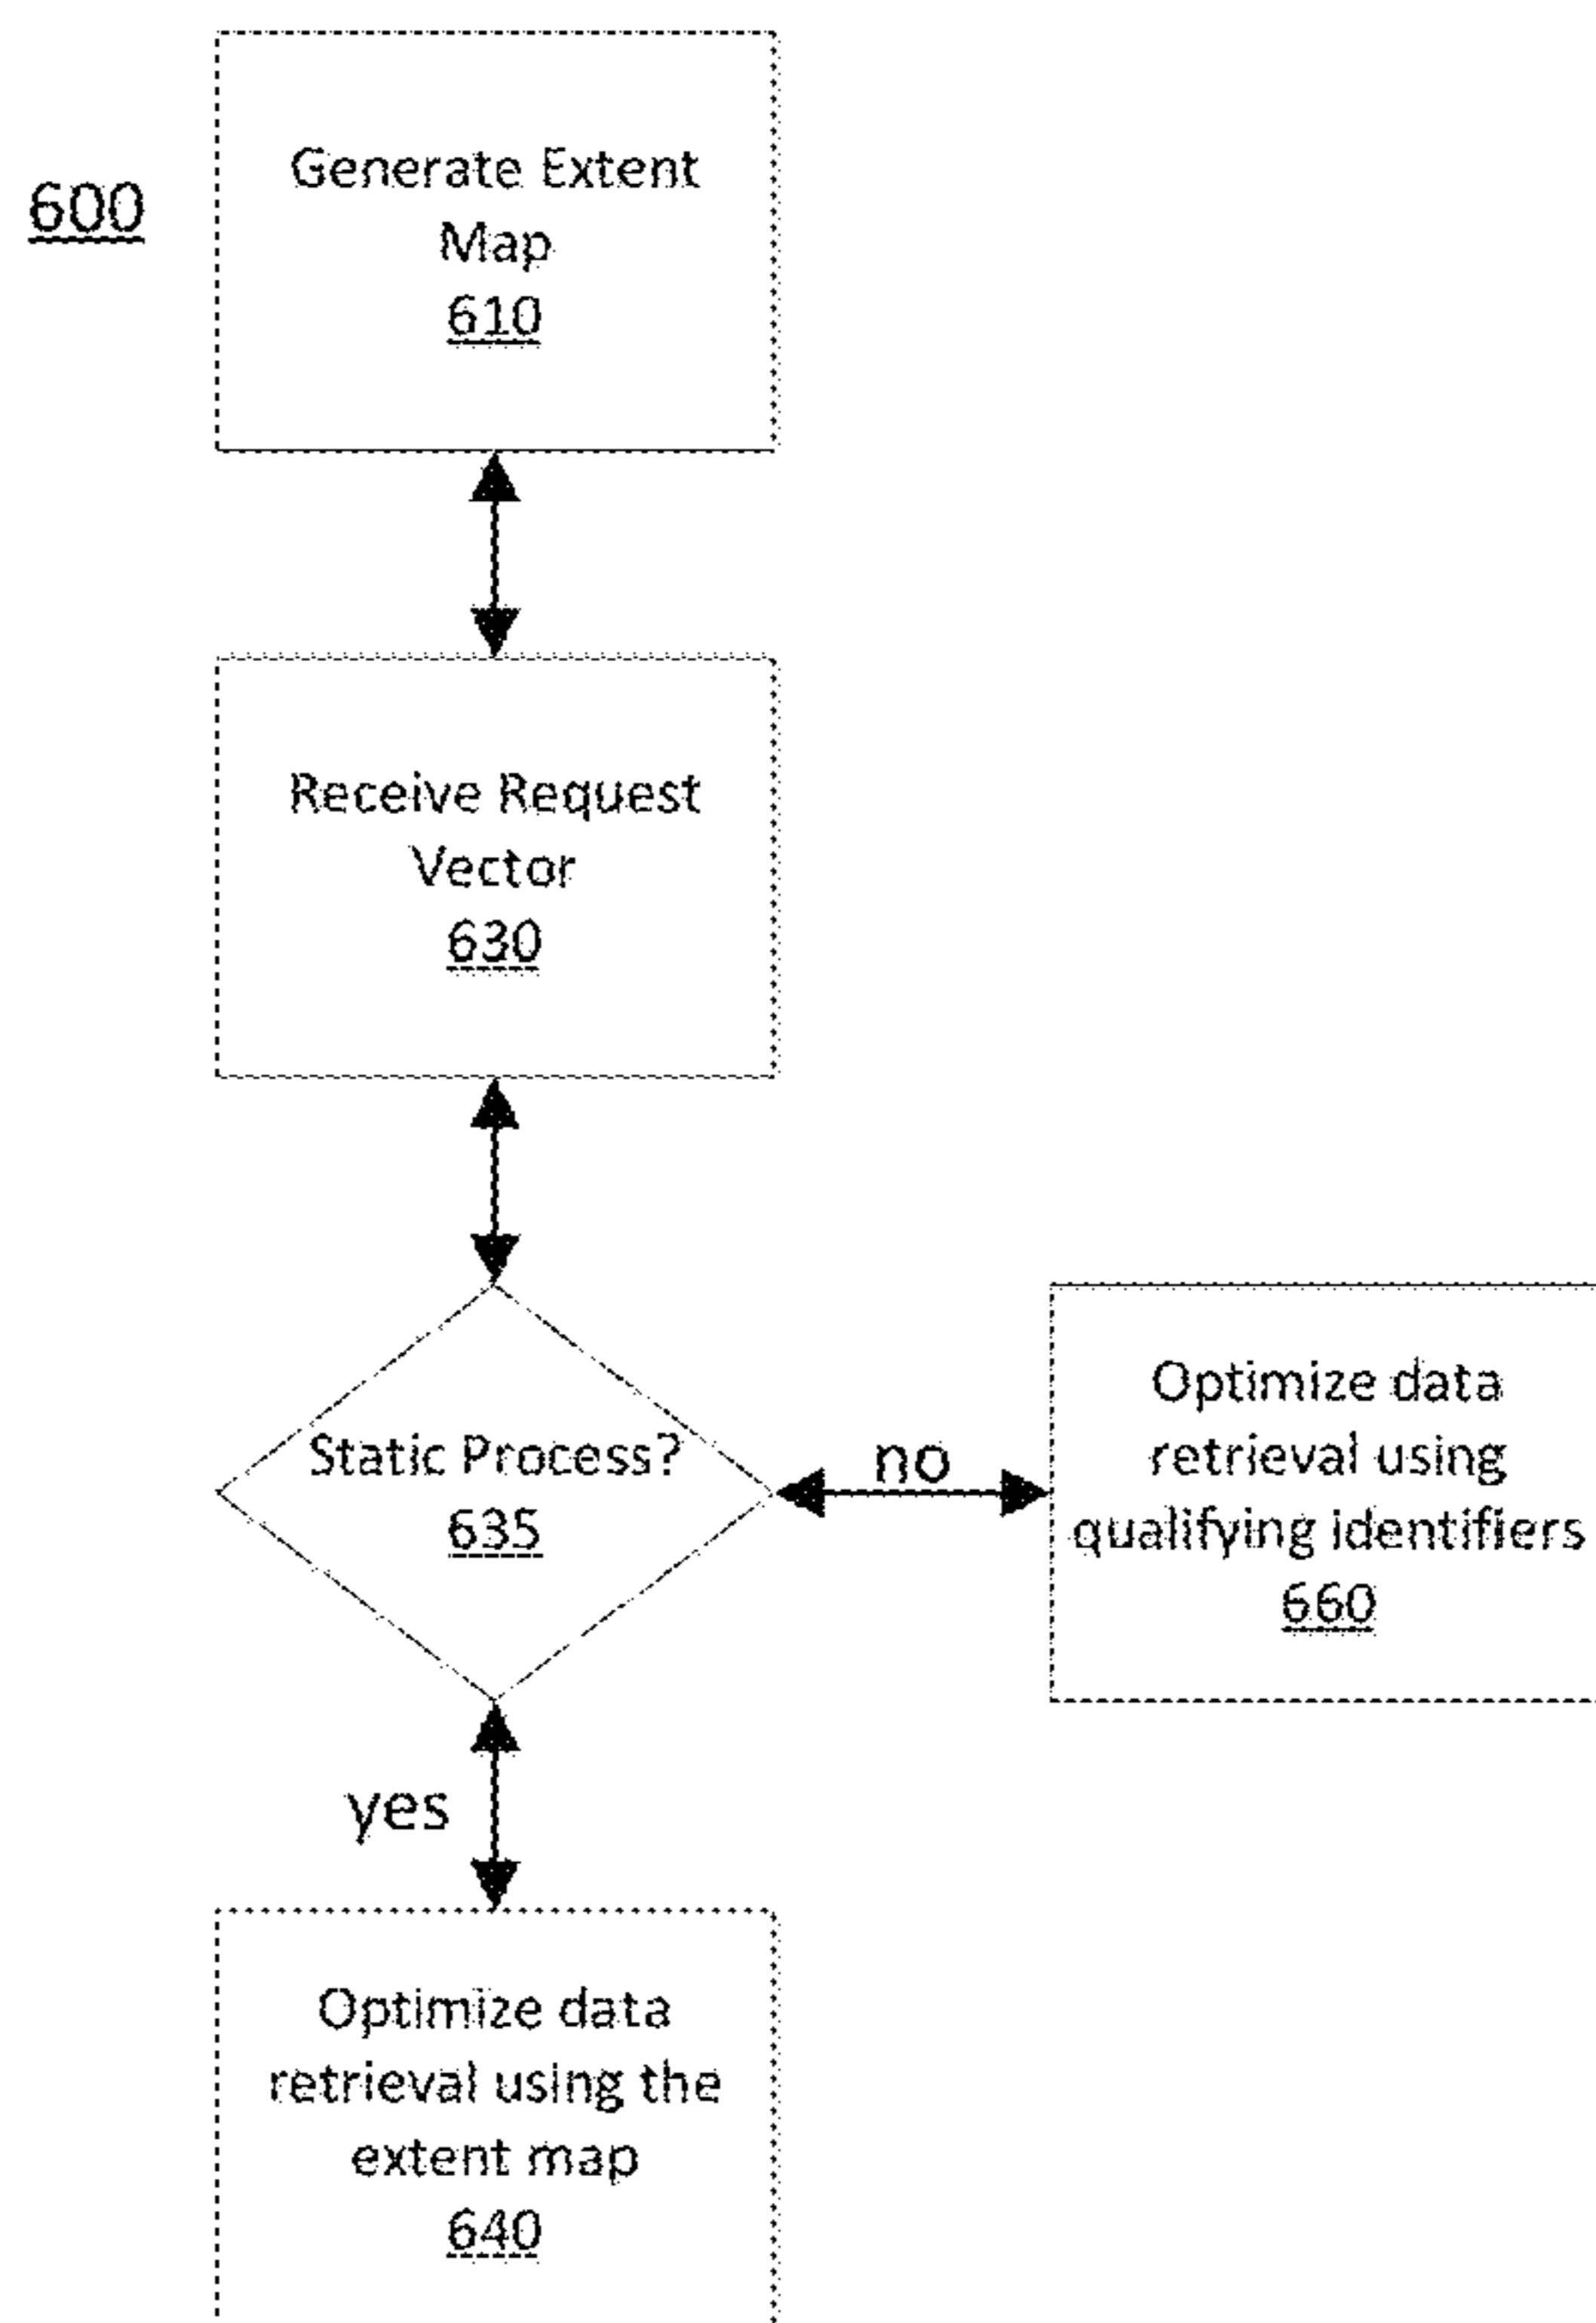 600
Generate Extent
Map
610
Receive Request
Vector
630
Static Process?
635
no
Optimize data
retrieval using
qualifying identifiers
660
yes
Optimize data
retrieval using the
extent map
640